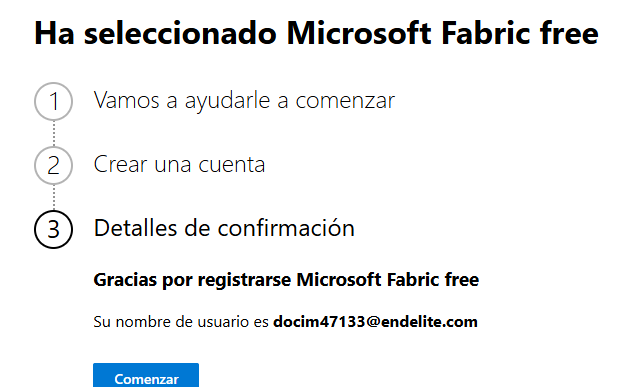 Ha seleccionado Microsoft Fabric free
1 Vamos a ayudarle a comenzar
2 Crear una cuenta
3 Detalles de confirmación
Gracias por registrarse Microsoft Fabric free
Su nombre de usuario es docim47133@endelite.com
Comenzar